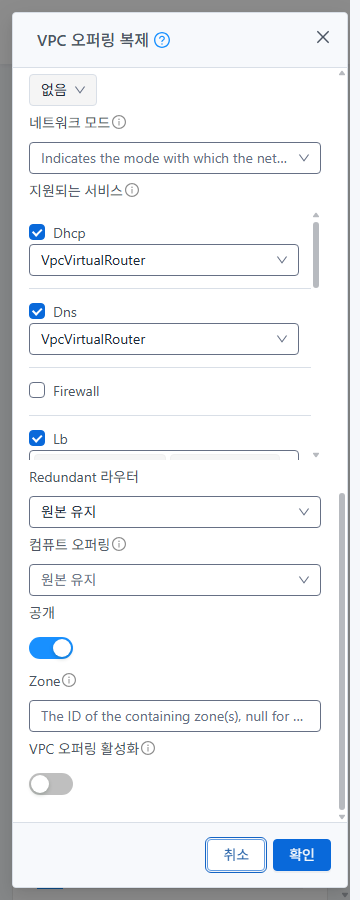 VPC 오퍼링 복제
없음
네트워크 모드
Indicates the mode with which the net...
지원되는 서비스
Dhcp
VpcVirtualRouter
Dns
VpcVirtualRouter
Firewall
Lb
Redundant 라우터
원본 유지
컴퓨트 오퍼링
원본 유지
공개
Zone
The ID of the containing zone(s), null for ...
VPC 오퍼링 활성화
취소
확인